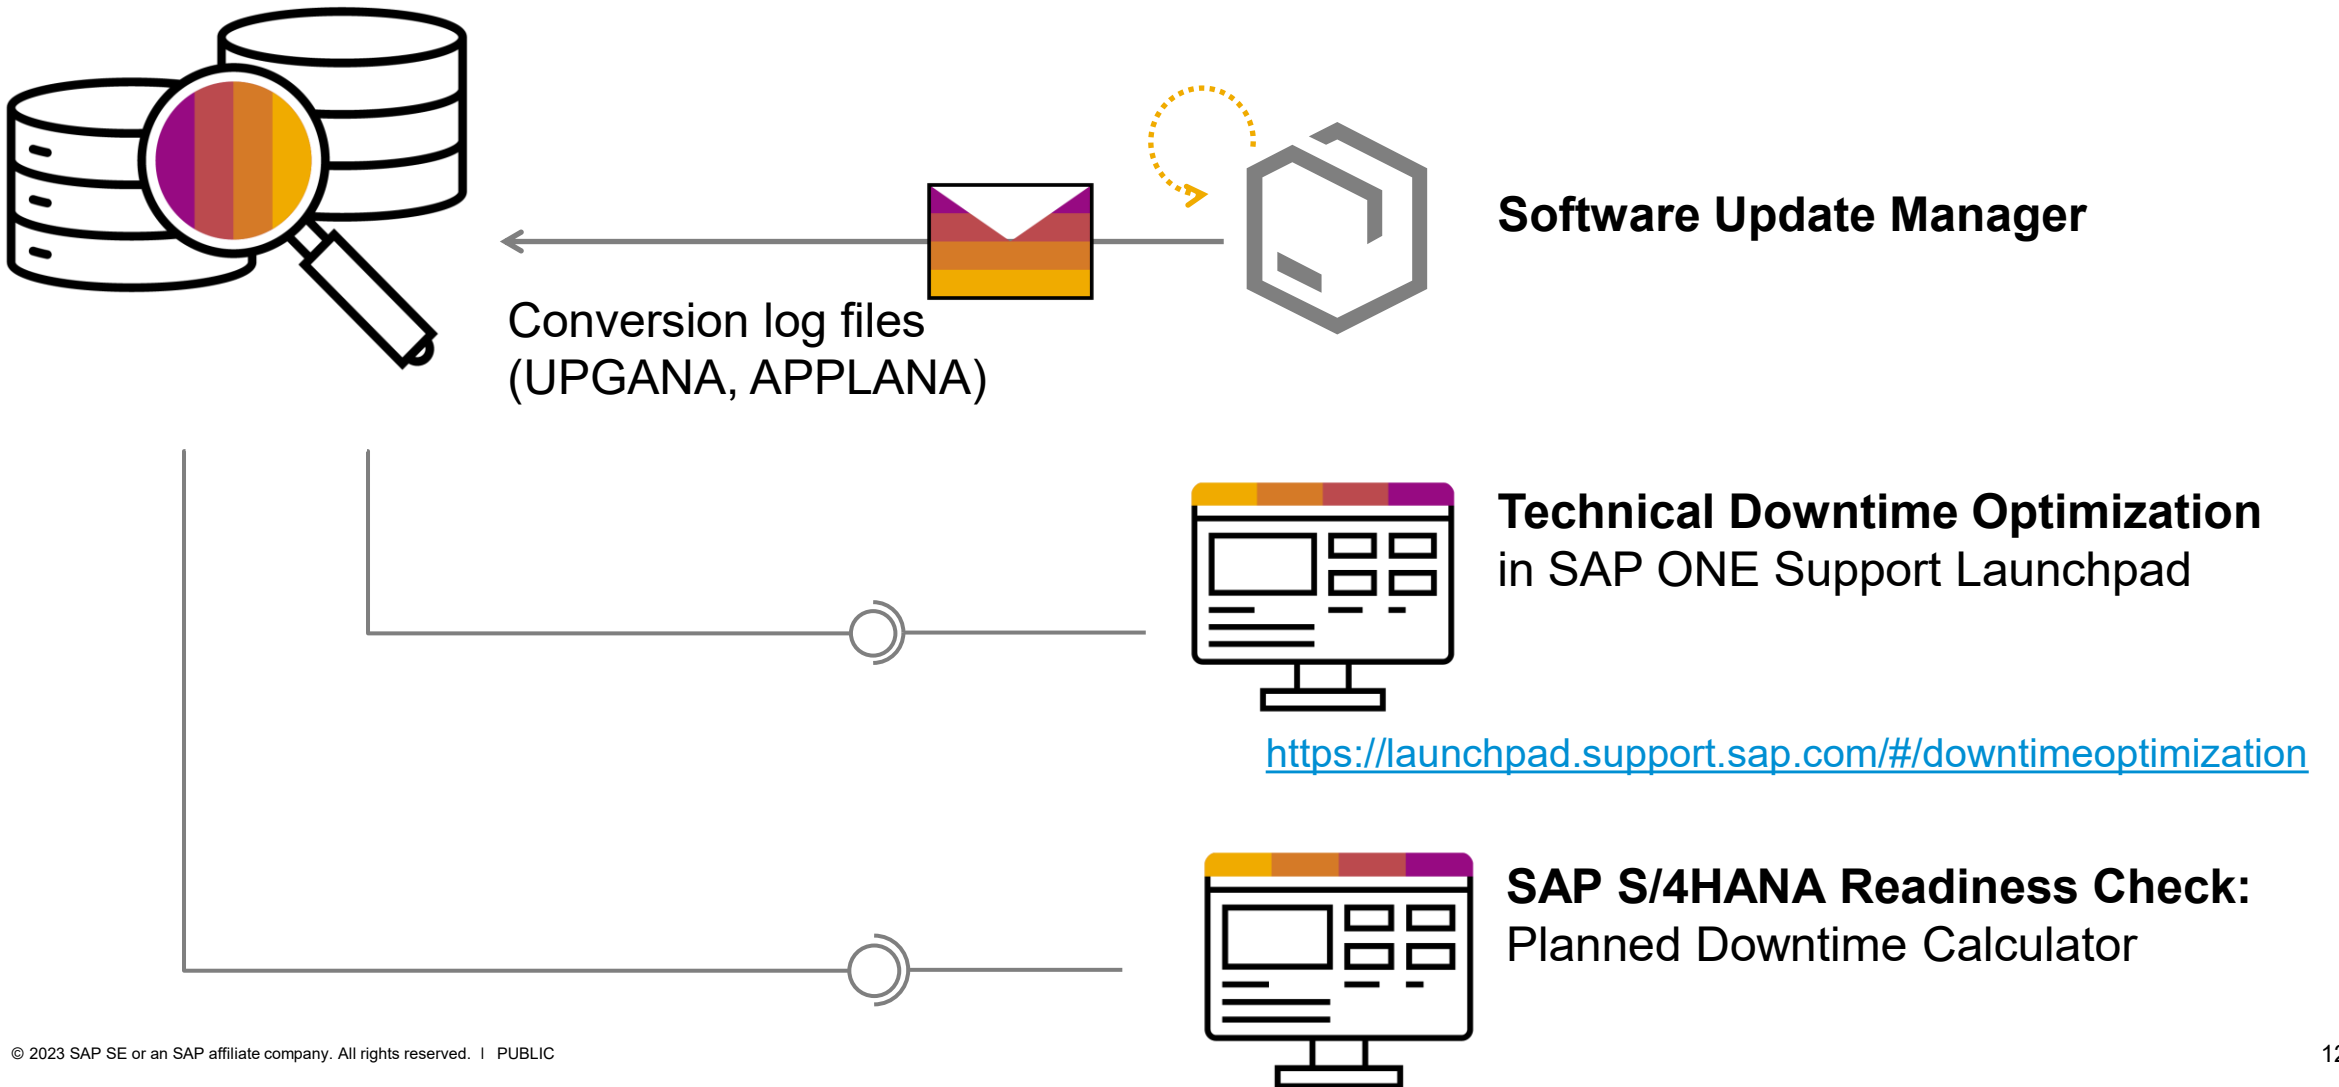 Software Update Manager
Conversion log files
(UPGANA, APPLANA)
Technical Downtime Optimization
in SAP ONE Support Launchpad
https://launchpad.support.sap.com/#/downtimeoptimization
SAP S/4HANA Readiness Check:
Planned Downtime Calculator
© 2023 SAP SE or an SAP affiliate company. All rights reserved. I PUBLIC
12